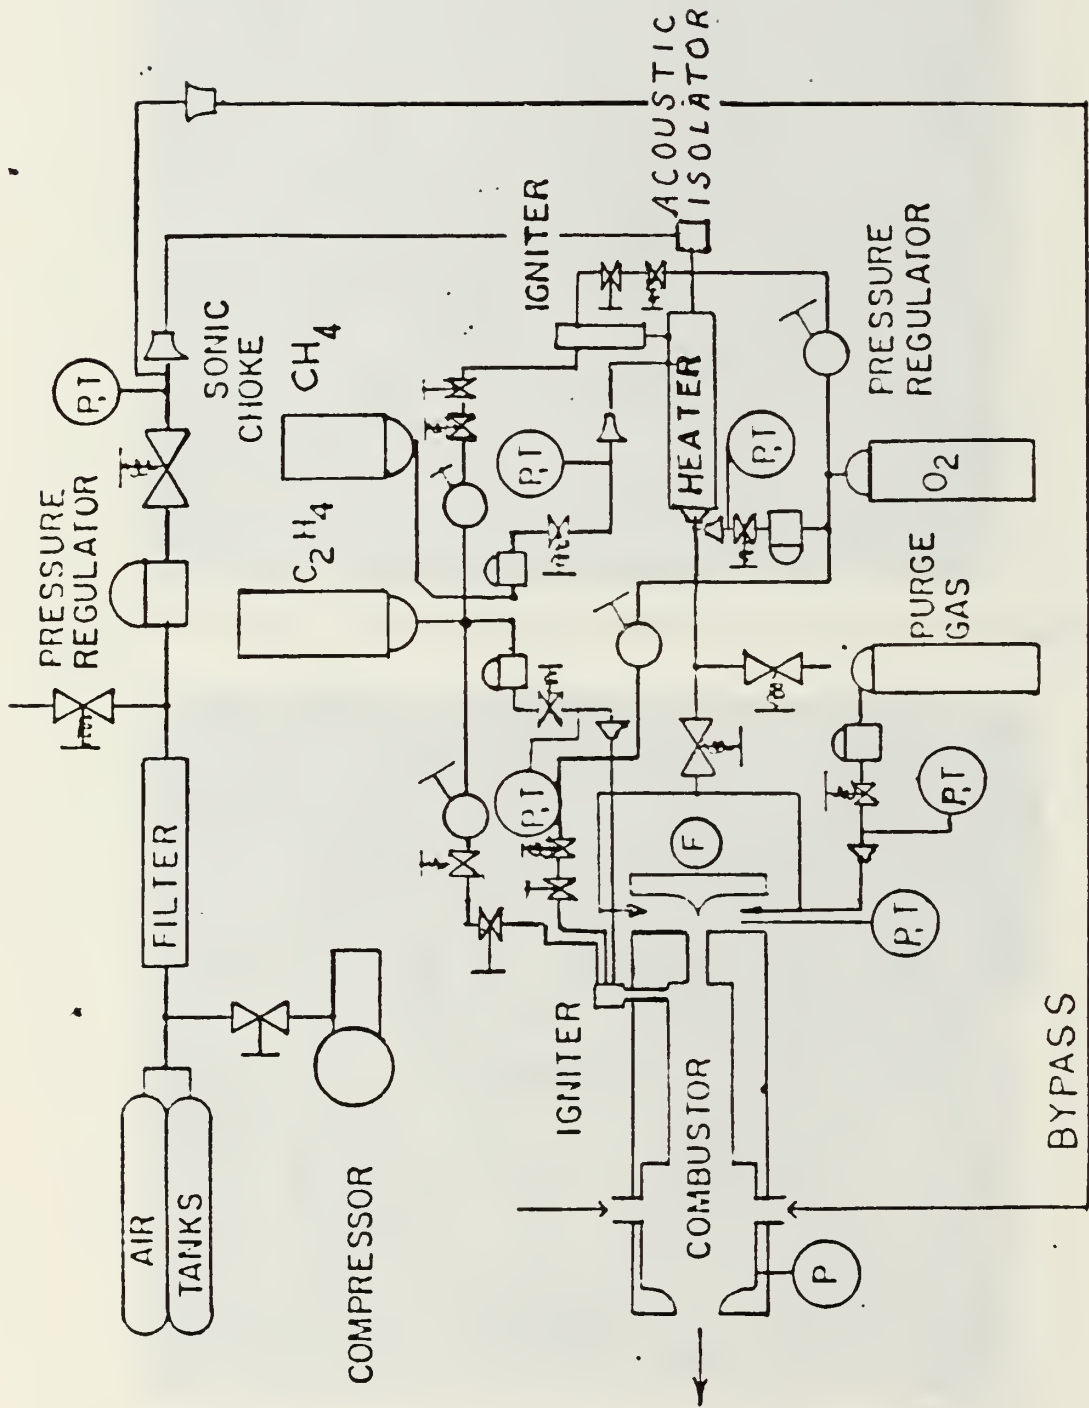 AIR
TANKS
COMPRESSOR
FILTER
PRESSURE
REGULATOR
P,T
SONIC
CHOKE
C2H4
CH4
IGNITER
ACOUSTIC
ISOLATOR
P,T
HEATER
P,T
PRESSURE
REGULATOR
O2
PURGE
GAS
P,T
P,T
F
P,T
IGNITER
COMBUSTOR
P
BYPASS